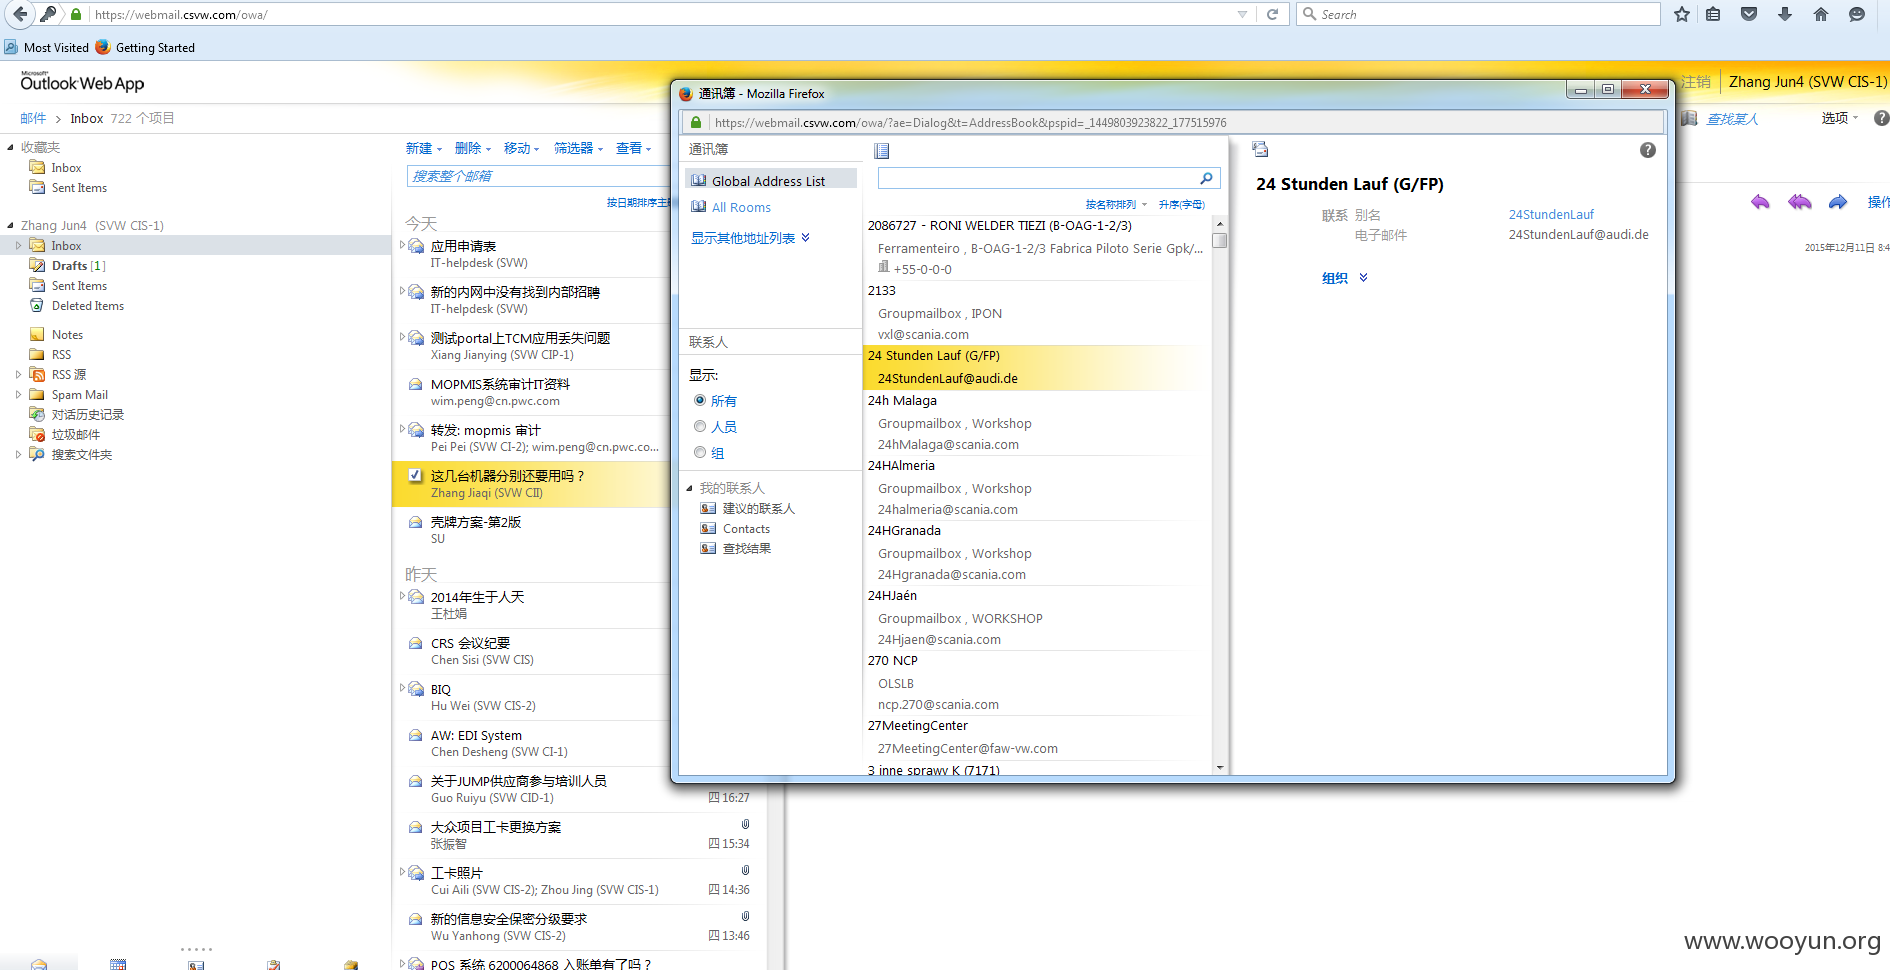 https://webmail.csvw.com/owa/
Search
Most Visited
Getting Started
Microsoft
Outlook Web App
注销
Zhang Jun4 (SVW CIS-1)
邮件 > Inbox 722 个项目
查找某人
选项
收藏夹
Inbox
Sent Items
Zhang Jun4 (SVW CIS-1)
Inbox
Drafts [1]
Sent Items
Deleted Items
Notes
RSS
RSS 源
Spam Mail
对话历史记录
垃圾邮件
搜索文件夹
新建
删除
移动
筛选器
查看
搜索整个邮箱
按日期排序主
今天
应用申请表
IT-helpdesk (SVW)
新的内网中没有找到内部招聘
IT-helpdesk (SVW)
测试portal上TCM应用丢失问题
Xiang Jianying (SVW CIP-1)
MOPMIS系统审计IT资料
wim.peng@cn.pwc.com
转发: mopmis 审计
Pei Pei (SVW CI-2); wim.peng@cn.pwc.co...
这几台机器分别还要用吗？
Zhang Jiaqi (SVW CII)
壳牌方案-第2版
SU
昨天
2014年生于人天
王杜娟
CRS 会议纪要
Chen Sisi (SVW CIS)
BIQ
Hu Wei (SVW CIS-2)
AW: EDI System
Chen Desheng (SVW CI-1)
关于JUMP供应商参与培训人员
Guo Ruiyu (SVW CID-1)
四 16:27
大众项目工卡更换方案
张振智
四 15:34
工卡照片
Cui Aili (SVW CIS-2); Zhou Jing (SVW CIS-1)
四 14:36
新的信息安全保密分级要求
Wu Yanhong (SVW CIS-2)
四 13:46
POS 系统 6200064868 入账单有了吗？
通讯簿 - Mozilla Firefox
https://webmail.csvw.com/owa/?ae=Dialog&t=AddressBook&pspid=_1449803923822_177515976
通讯簿
Global Address List
All Rooms
显示其他地址列表
联系人
显示:
所有
人员
组
我的联系人
建议的联系人
Contacts
查找结果
按名称排列
升序(字母)
2086727 - RONI WELDER TIEZI (B-OAG-1-2/3)
Ferramenteiro , B-OAG-1-2/3 Fabrica Piloto Serie Gpk/...
+55-0-0-0
2133
Groupmailbox , IPON
vxl@scania.com
24 Stunden Lauf (G/FP)
24StundenLauf@audi.de
24h Malaga
Groupmailbox , Workshop
24hMalaga@scania.com
24HAlmeria
Groupmailbox , Workshop
24halmeria@scania.com
24HGranada
Groupmailbox , Workshop
24Hgranada@scania.com
24HJaén
Groupmailbox , WORKSHOP
24Hjaen@scania.com
270 NCP
OLSLB
ncp.270@scania.com
27MeetingCenter
27MeetingCenter@faw-vw.com
3 inne sprawy K (7171)
24 Stunden Lauf (G/FP)
联系 别名 24StundenLauf
电子邮件 24StundenLauf@audi.de
组织
操作
2015年12月11日 8:4
www.wooyun.org